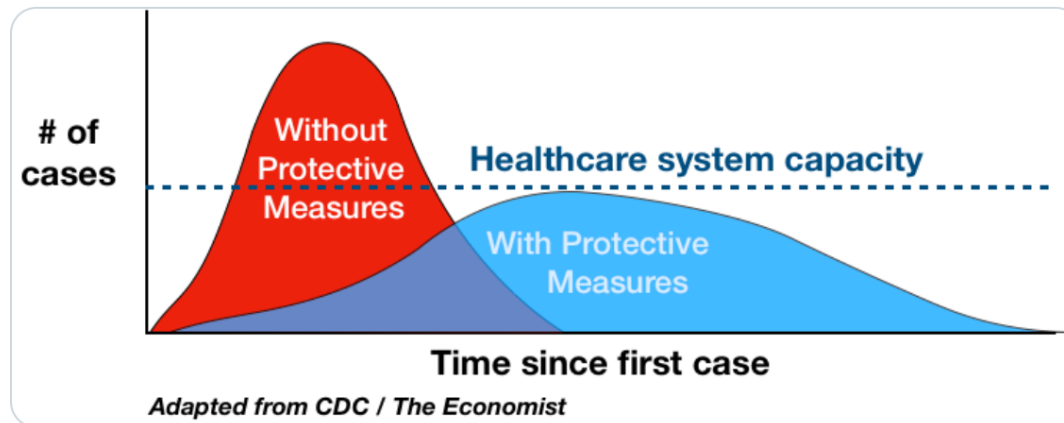 # of
cases
Without
Protective
Measures
Healthcare system capacity
With Protective
Measures
Time since first case
Adapted from CDC / The Economist